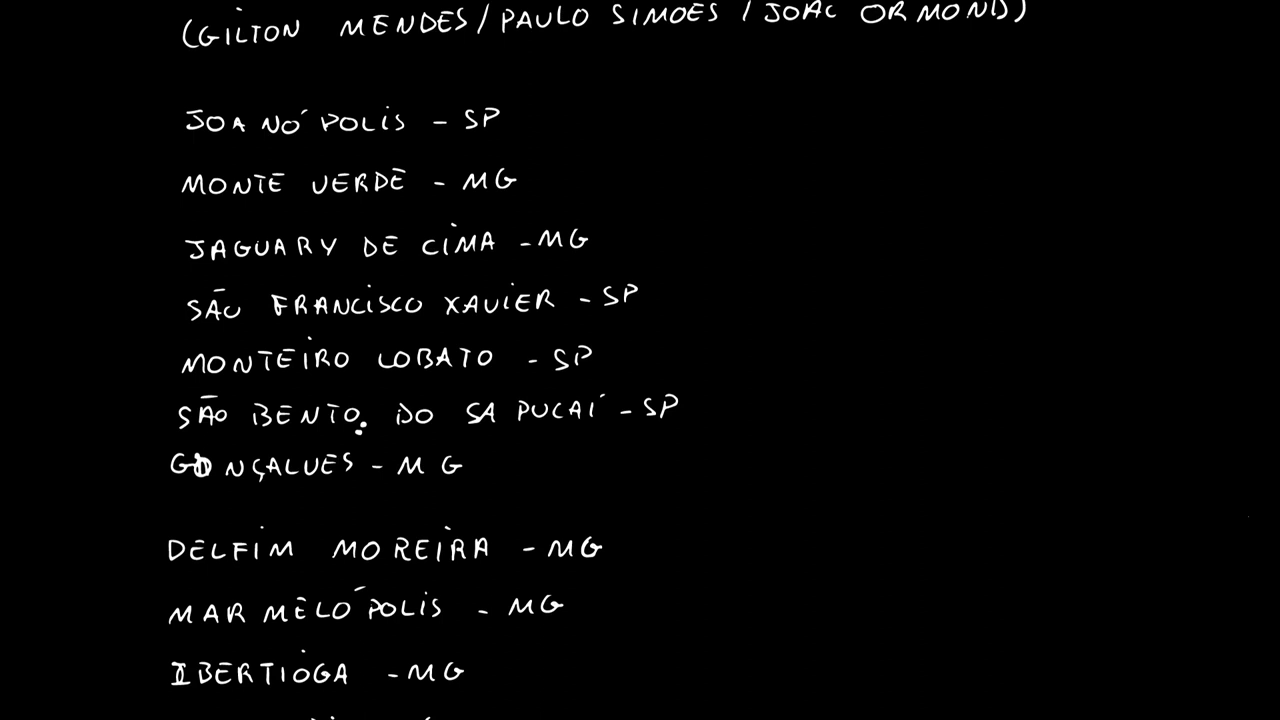 (GILTON MENDES/PAULO SIMOES / JOAO ORMOND)
JOANÓPOLIS - SP
MONTE VERDE - MG
JAGUARY DE CIMA - MG
SÃO FRANCISCO XAVIER - SP
MONTEIRO LOBATO - SP
SÃO BENTO. DO SAPUCAÍ - SP
GONÇALVES - MG
DELFIM MOREIRA - MG
MARMELÓPOLIS - MG
IBERTIOGA - MG